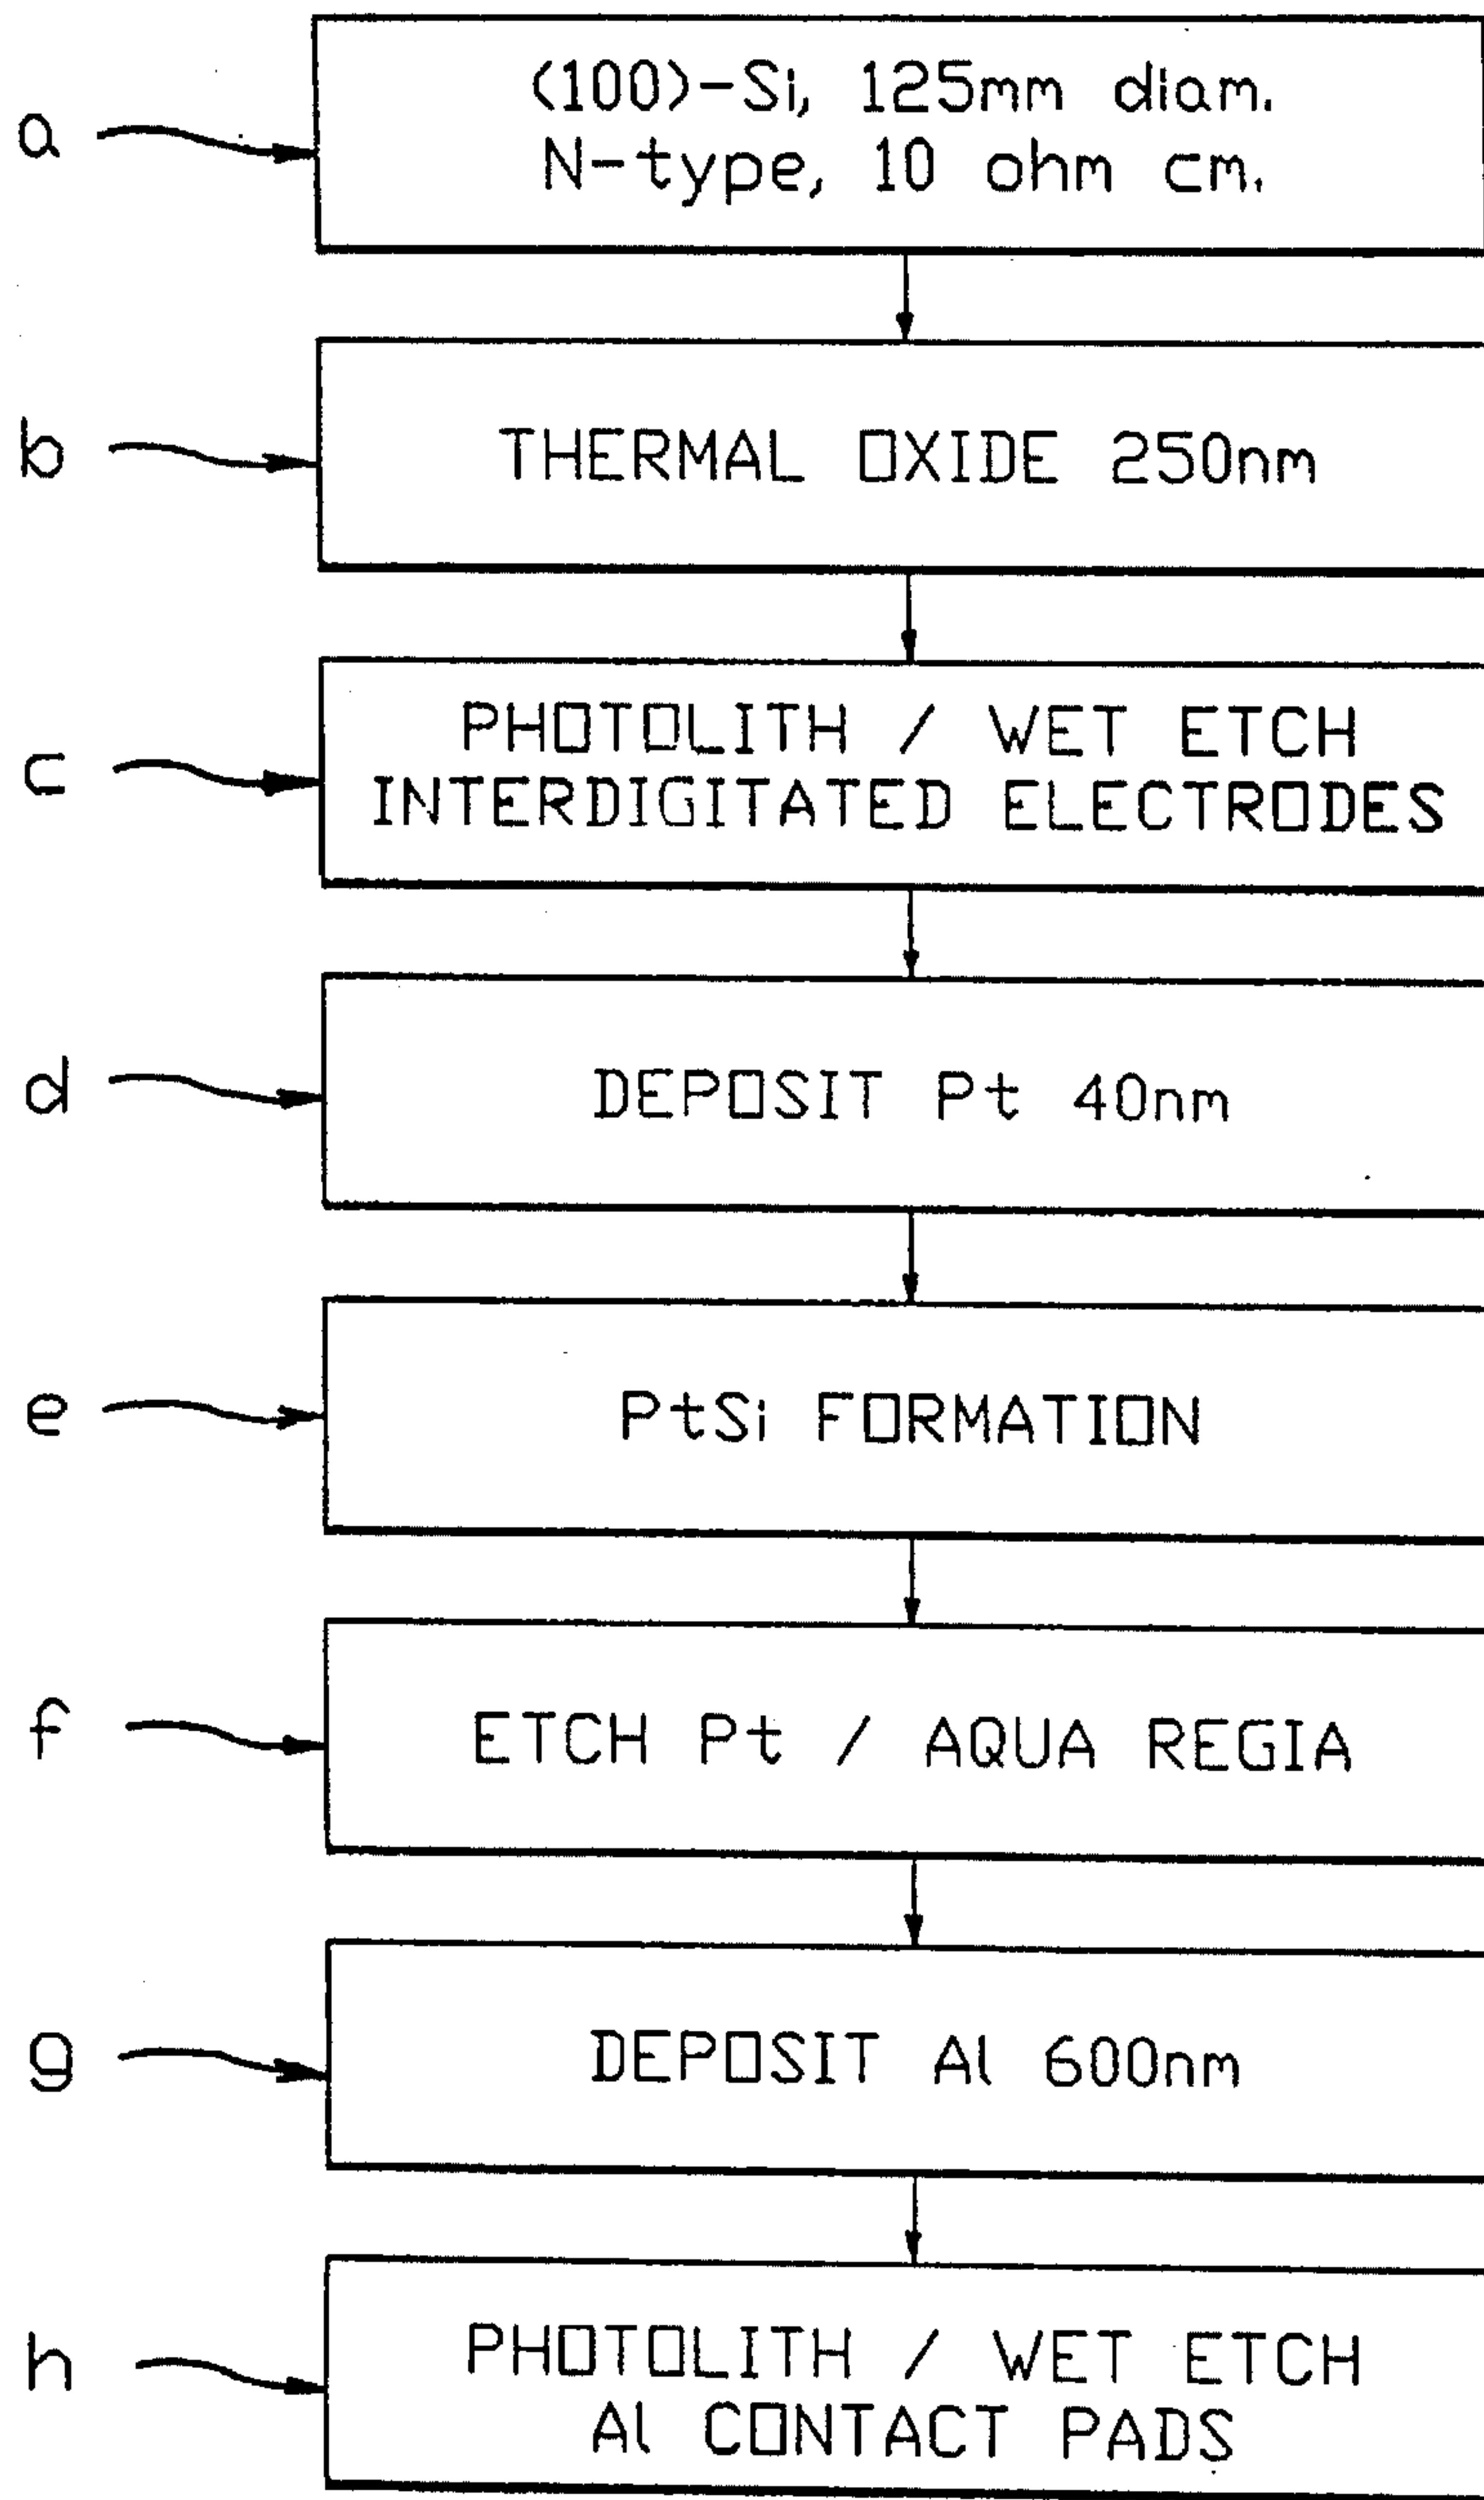 a
(100)-Si, 125mm diam.
N-type, 10 ohm cm.
b
THERMAL OXIDE 250nm
c
PHOTOLITH / WET ETCH
INTERDIGITATED ELECTRODES
d
DEPOSIT Pt 40nm
e
PtSi FORMATION
f
ETCH Pt / AQUA REGIA
g
DEPOSIT Al 600nm
h
PHOTOLITH / WET ETCH
Al CONTACT PADS